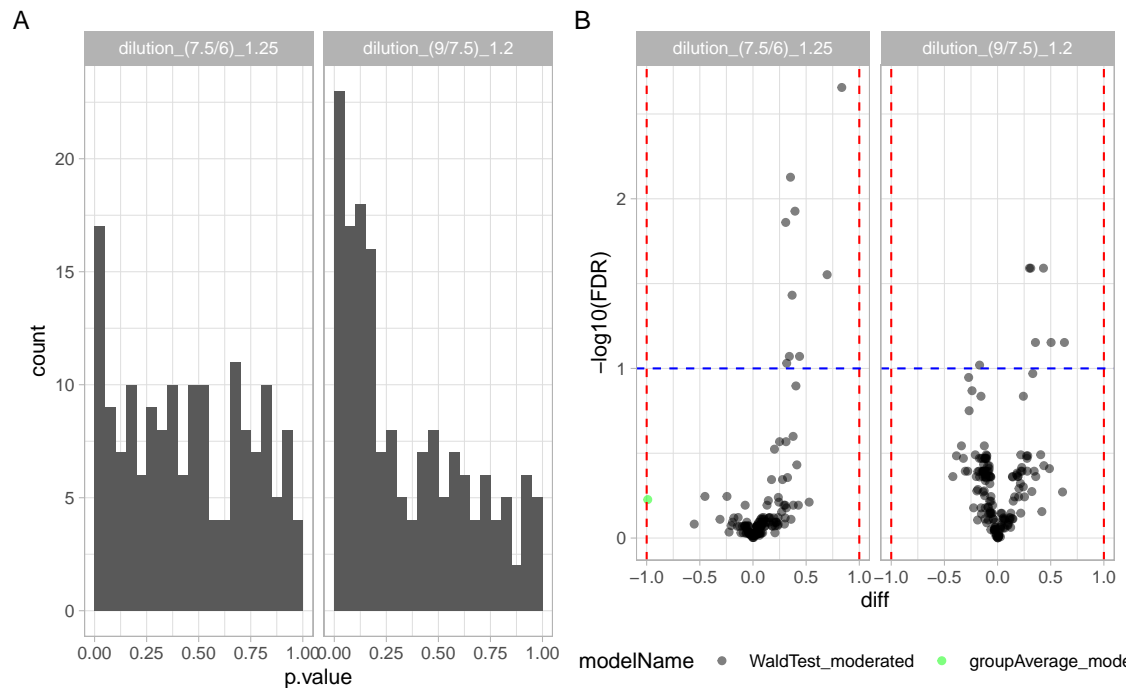 A
B
dilution_(7.5/6)_1.25
dilution_(9/7.5)_1.2
dilution_(7.5/6)_1.25
dilution_(9/7.5)_1.2
20
15
10
5
0
count
0.00 0.25 0.50 0.75 1.00
0.00 0.25 0.50 0.75 1.00
p.value
2
1
0
−log10(FDR)
−1.0 −0.5 0.0 0.5 1.0
−1.0 −0.5 0.0 0.5 1.0
diff
modelName WaldTest_moderated groupAverage_mode